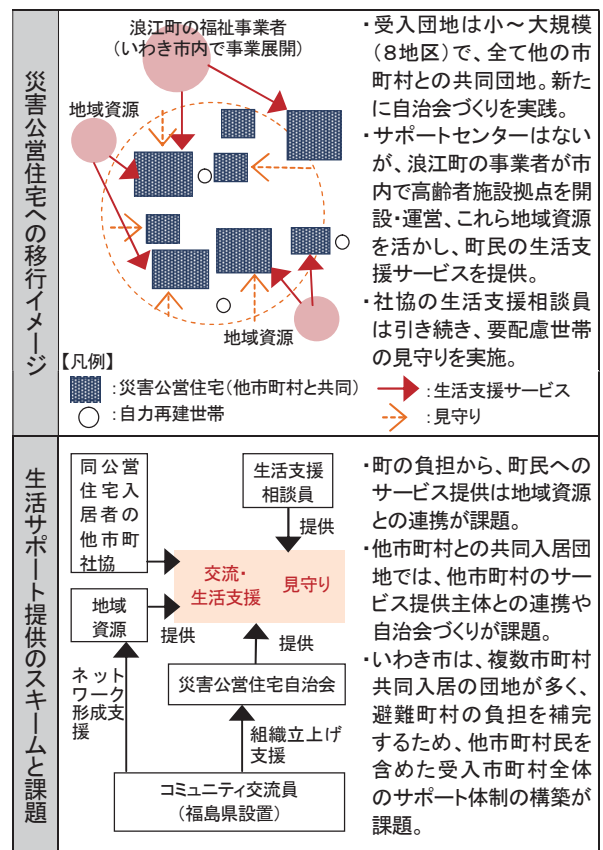 災害公営住宅への移行イメージ
浪江町の福祉事業者
（いわき市内で事業展開）
地域資源
地域資源
【凡例】
：災害公営住宅（他市町村と共同）
：自力再建世帯
：生活支援サービス
：見守り
・受入団地は小～大規模
（８地区）で、全て他の市
町村との共同団地。新た
に自治会づくりを実践。
・サポートセンターはない
が、浪江町の事業者が市
内で高齢者施設拠点を開
設・運営、これら地域資源
を活かし、町民の生活支
援サービスを提供。
・社協の生活支援相談員
は引き続き、要配慮世帯
の見守りを実施。
生活サポート提供のスキームと課題
同公営
住宅入
居者の
他市町
社協
生活支援
相談員
提供
交流・
生活支援
見守り
地域
資源
提供
提供
ネット
ワーク
形成支
援
災害公営住宅自治会
組織立上げ
支援
コミュニティ交流員
（福島県設置）
・町の負担から、町民への
サービス提供は地域資源
との連携が課題。
・他市町村との共同入居団
地では、他市町村のサー
ビス提供主体との連携や
自治会づくりが課題。
・いわき市は、複数市町村
共同入居の団地が多く、
避難町村の負担を補完
するため、他市町村民を
含めた受入市町村全体
のサポート体制の構築が
課題。